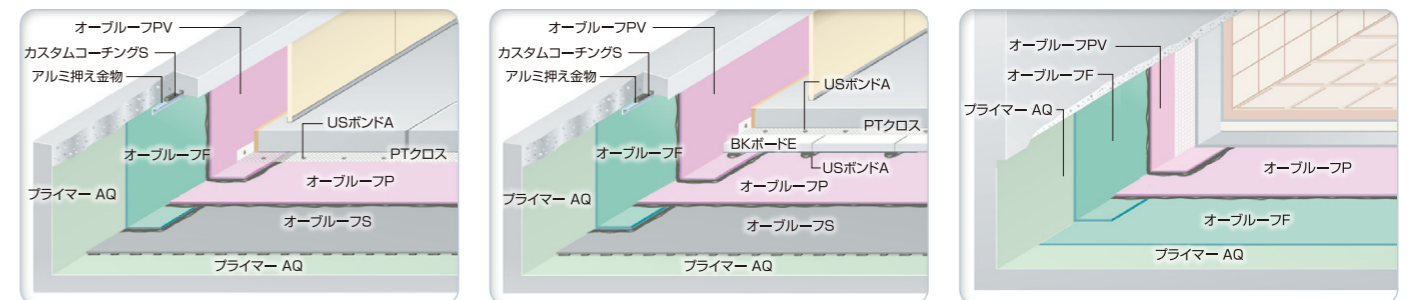 オーブルーフPV
カスタムコーチングS
アルミ押え金物
USボンドA
オーブルーフF
PTクロス
オーブルーフP
プライマー AQ
オーブルーフS
プライマー AQ
オーブルーフPV
カスタムコーチングS
アルミ押え金物
USボンドA
PTクロス
BKボードE
オーブルーフF
USボンドA
オーブルーフP
プライマー AQ
オーブルーフS
プライマー AQ
オーブルーフPV
オーブルーフF
プライマー AQ
オーブルーフP
オーブルーフF
プライマー AQ